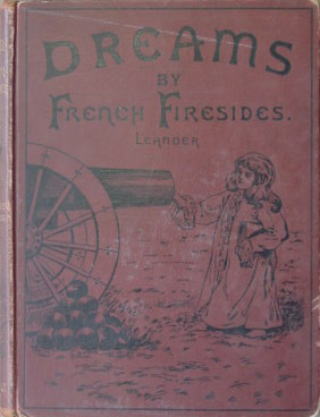 DREAMS
BY
FRENCH FIRESIDES.
LEANDER